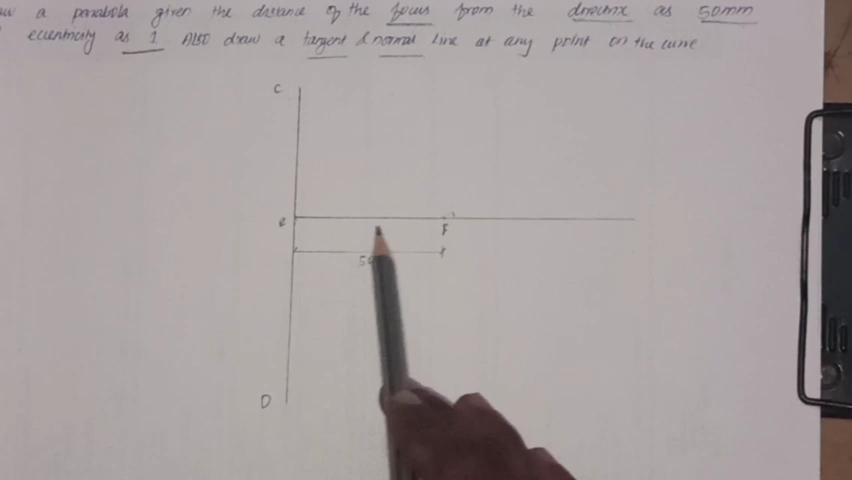 a parabola given the distance of the focus from the directrix as 50mm
eccentricity as 1. Also draw a tangent & normal line at any print on the curve
C
F
D